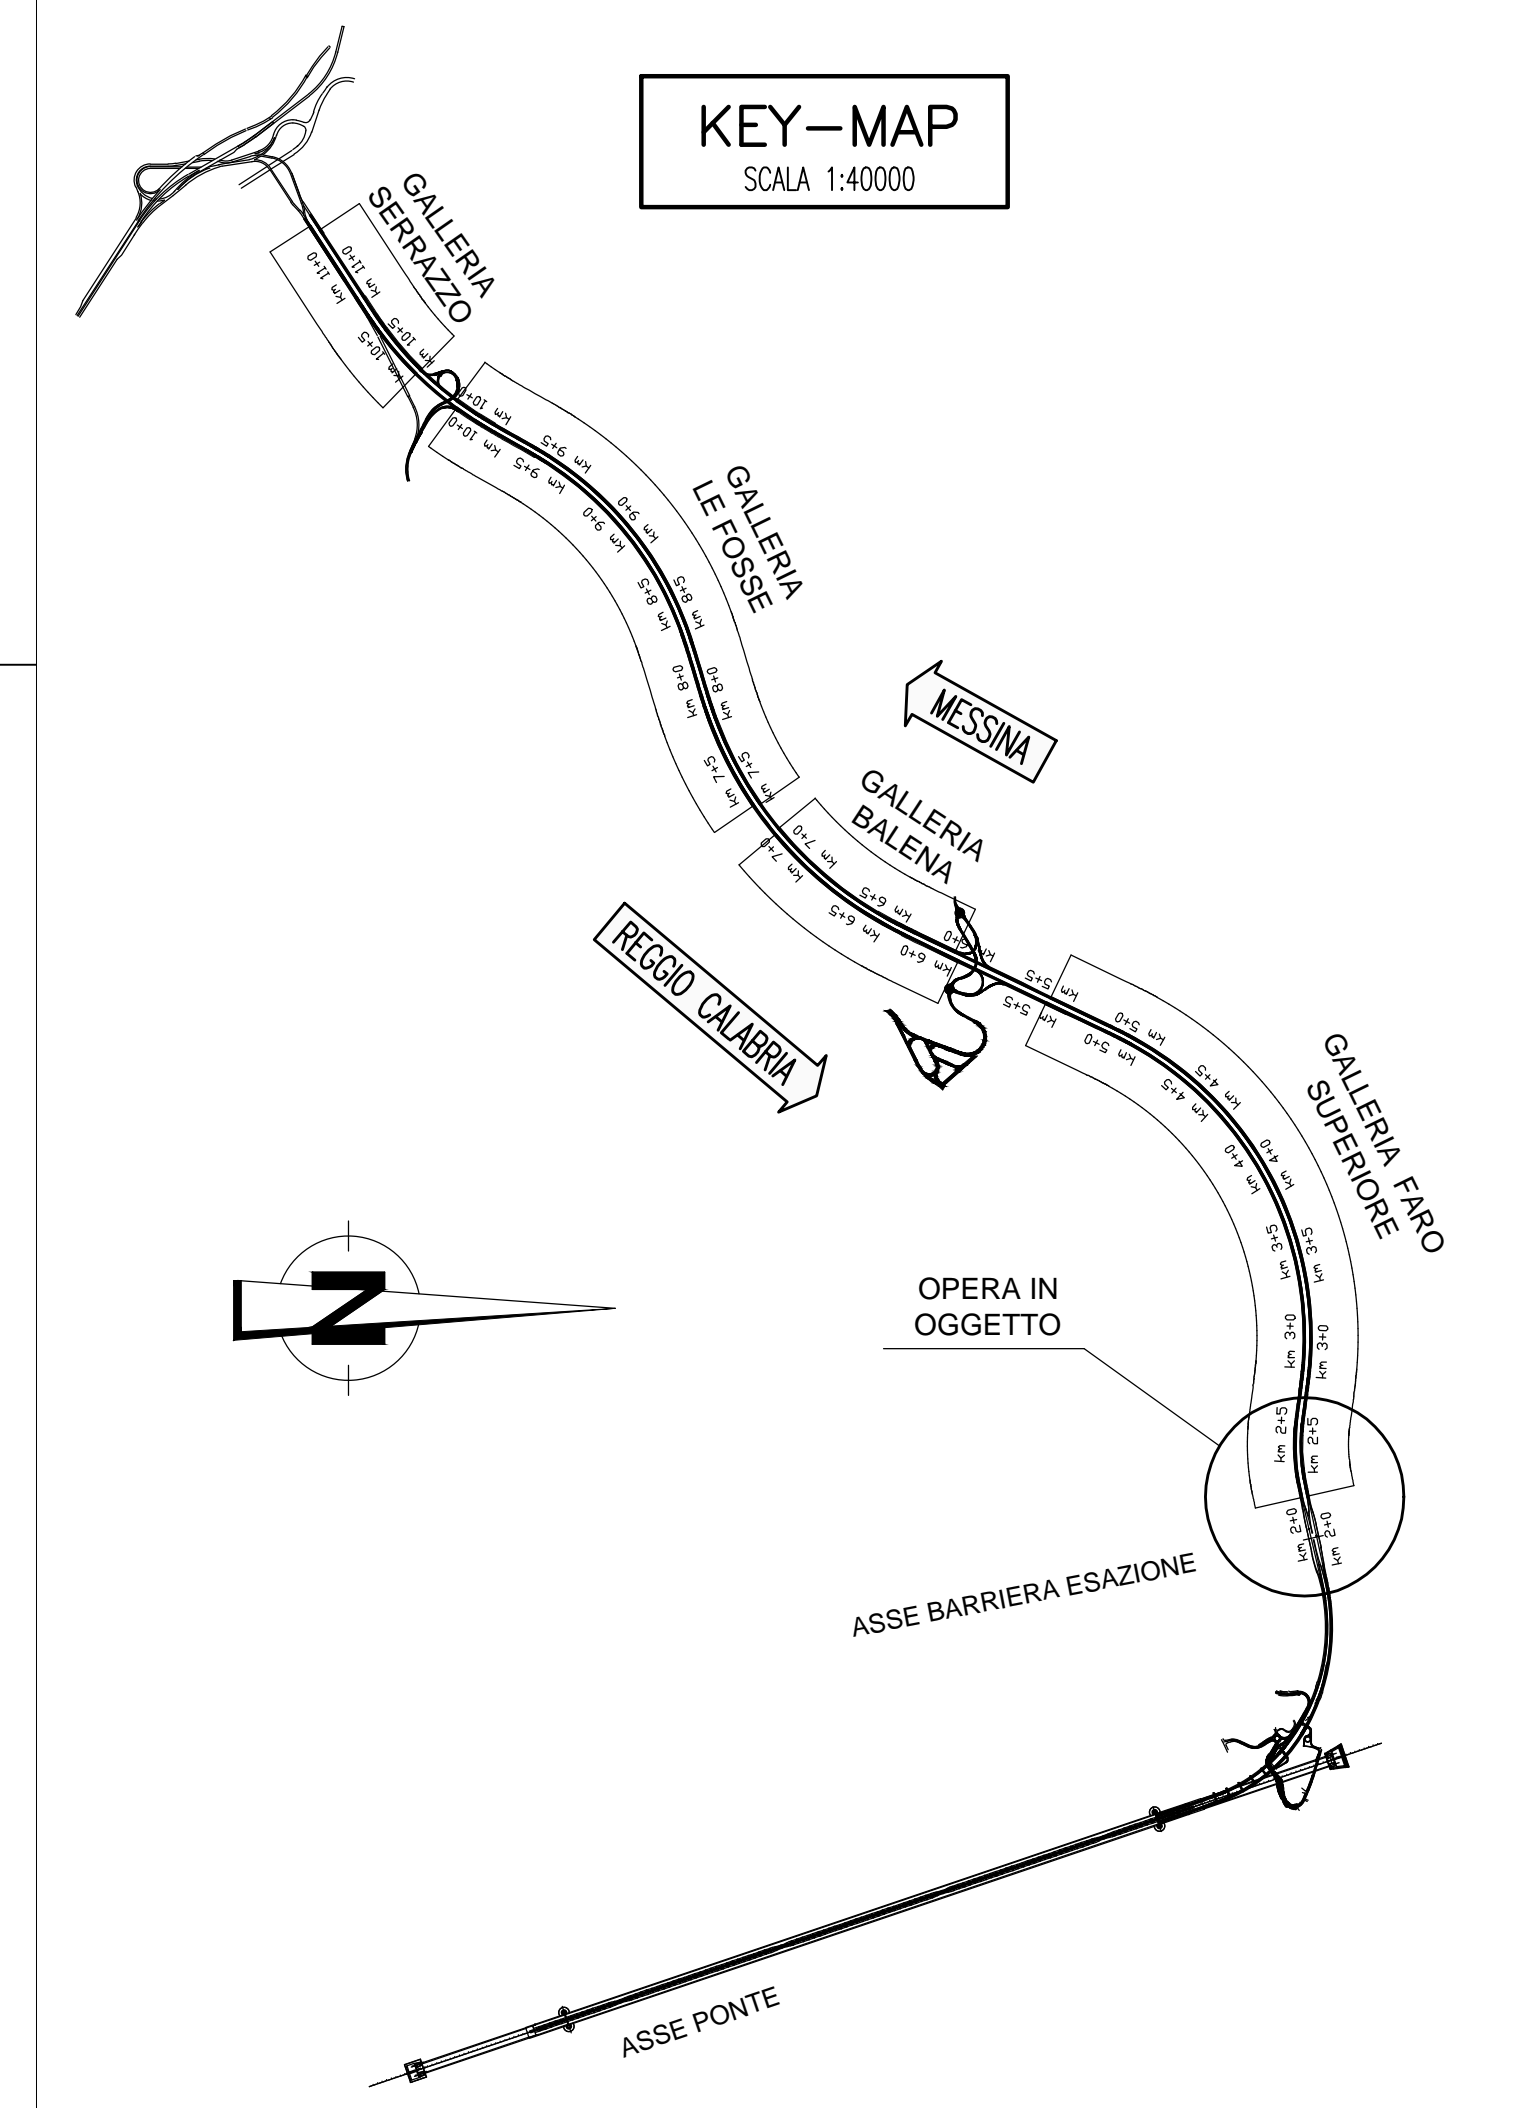 KEY-MAP
SCALA 1:40000
GALLERIA
SERRAZZO
km 11+0
km 11+0
km 10+5
km 10+5
km 10+0
km 10+0
km 9+5
km 9+5
GALLERIA
LE FOSSE
km 9+0
km 9+0
km 8+5
km 8+5
km 8+0
km 8+0
MESSINA
km 7+5
km 7+5
GALLERIA
BALENA
km 7+0
km 7+0
km 6+5
km 6+5
km 6+0
km 6+0
REGGIO CALABRIA
km 5+5
km 5+5
km 5+0
km 5+0
GALLERIA FARO
SUPERIORE
km 4+5
km 4+5
km 4+0
km 4+0
km 3+5
km 3+5
N
OPERA IN
OGGETTO
km 3+0
km 3+0
km 2+5
km 2+5
km 2+0
km 2+0
ASSE BARRIERA ESAZIONE
ASSE PONTE